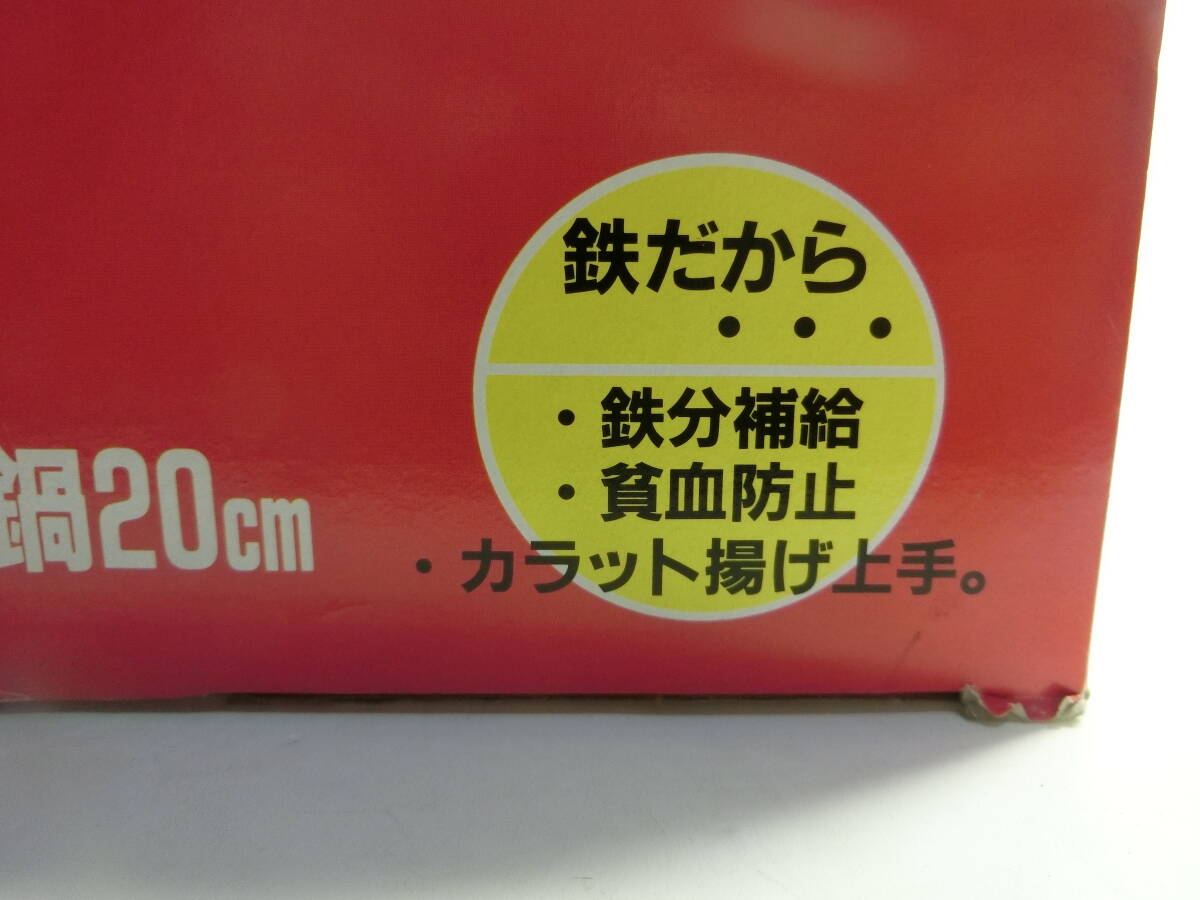 鉄だから
・・・
・鉄分補給
・貧血防止
・カラット揚げ上手。
鍋20cm